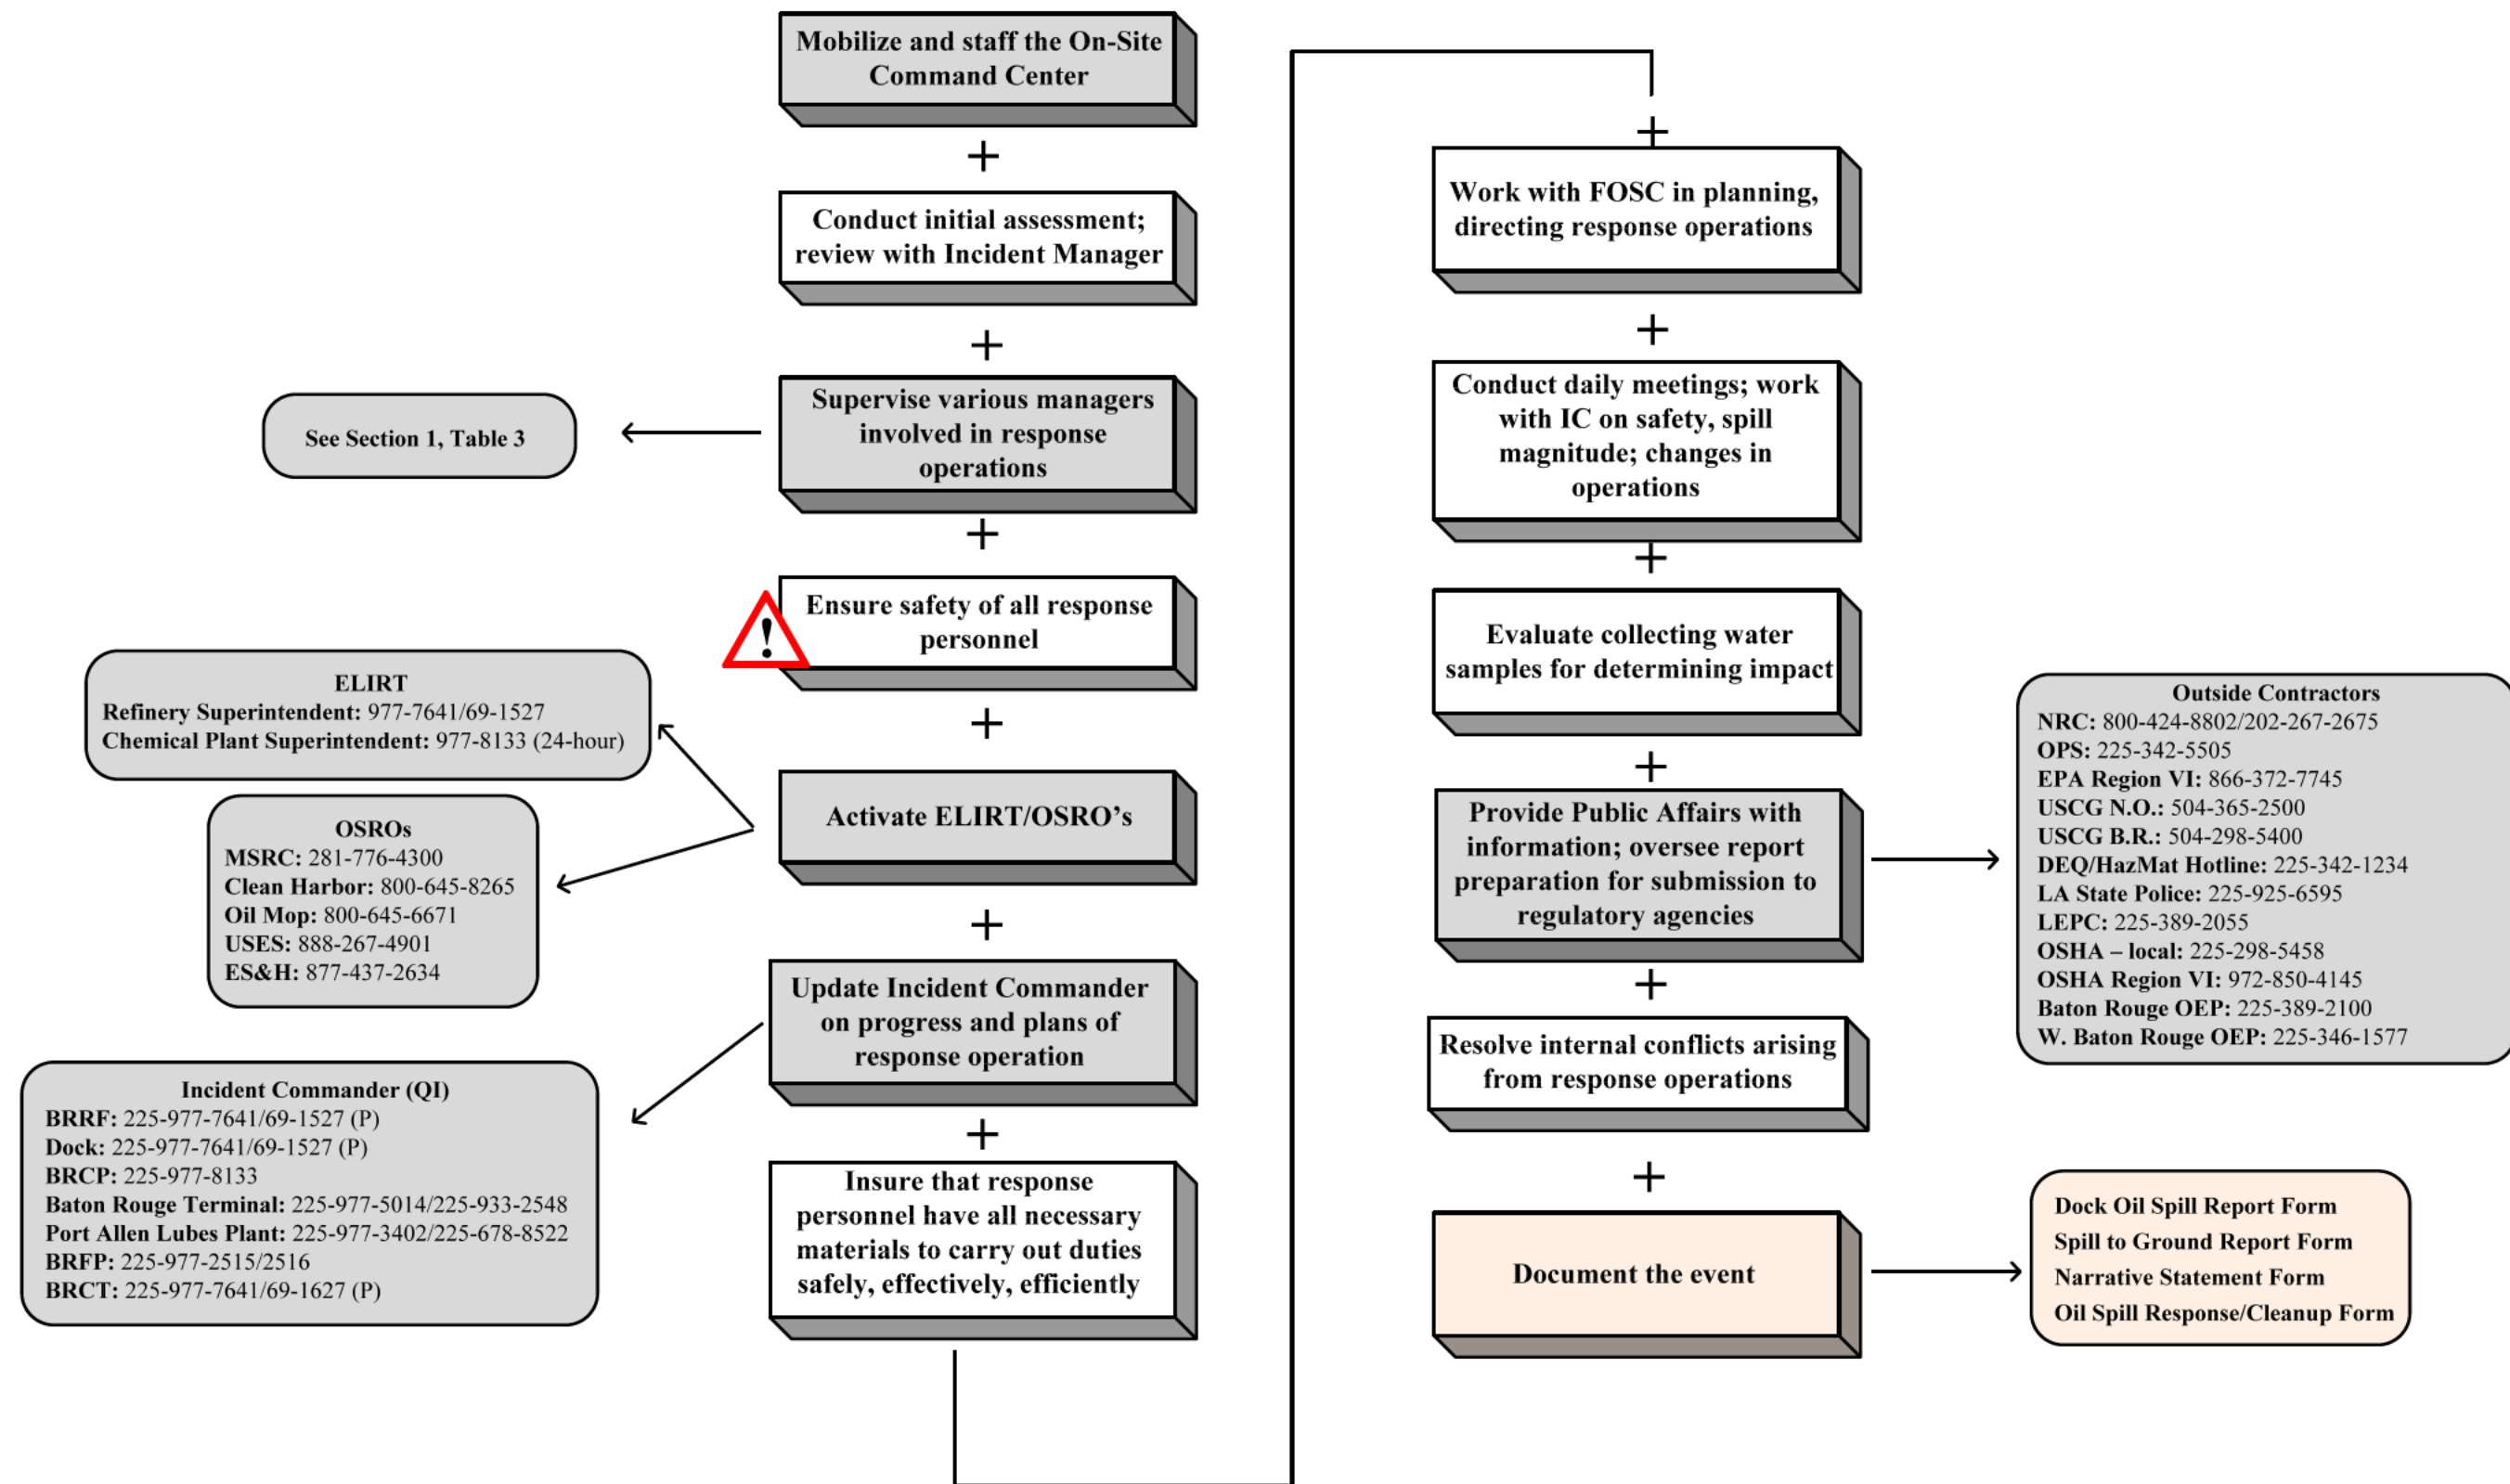 Mobilize and staff the On-Site
Command Center
+
Conduct initial assessment;
review with Incident Manager
+
Supervise various managers
involved in response
operations
See Section 1, Table 3
+
Ensure safety of all response
personnel
!
+
Activate ELIRT/OSRO’s
ELIRT
Refinery Superintendent: 977-7641/69-1527
Chemical Plant Superintendent: 977-8133 (24-hour)
OSROs
MSRC: 281-776-4300
Clean Harbor: 800-645-8265
Oil Mop: 800-645-6671
USES: 888-267-4901
ES&H: 877-437-2634
+
Update Incident Commander
on progress and plans of
response operation
Incident Commander (QI)
BRRF: 225-977-7641/69-1527 (P)
Dock: 225-977-7641/69-1527 (P)
BRCP: 225-977-8133
Baton Rouge Terminal: 225-977-5014/225-933-2548
Port Allen Lubes Plant: 225-977-3402/225-678-8522
BRFP: 225-977-2515/2516
BRCT: 225-977-7641/69-1627 (P)
+
Insure that response
personnel have all necessary
materials to carry out duties
safely, effectively, efficiently
+
Work with FOSC in planning,
directing response operations
+
Conduct daily meetings; work
with IC on safety, spill
magnitude; changes in
operations
+
Evaluate collecting water
samples for determining impact
+
Provide Public Affairs with
information; oversee report
preparation for submission to
regulatory agencies
Outside Contractors
NRC: 800-424-8802/202-267-2675
OPS: 225-342-5505
EPA Region VI: 866-372-7745
USCG N.O.: 504-365-2500
USCG B.R.: 504-298-5400
DEQ/HazMat Hotline: 225-342-1234
LA State Police: 225-925-6595
LEPC: 225-389-2055
OSHA – local: 225-298-5458
OSHA Region VI: 972-850-4145
Baton Rouge OEP: 225-389-2100
W. Baton Rouge OEP: 225-346-1577
+
Resolve internal conflicts arising
from response operations
+
Document the event
Dock Oil Spill Report Form
Spill to Ground Report Form
Narrative Statement Form
Oil Spill Response/Cleanup Form